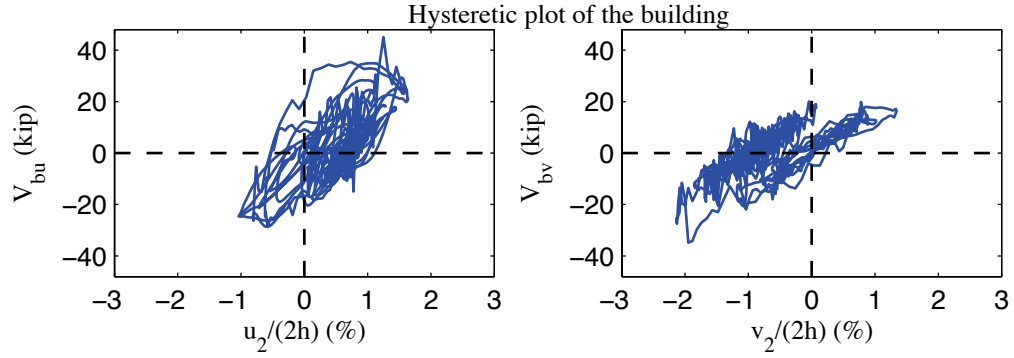 Hysteretic plot of the building
V_bu (kip)
40
20
0
−20
−40
−3 −2 −1 0 1 2 3
u_2/(2h) (%)
V_bv (kip)
40
20
0
−20
−40
−3 −2 −1 0 1 2 3
v_2/(2h) (%)